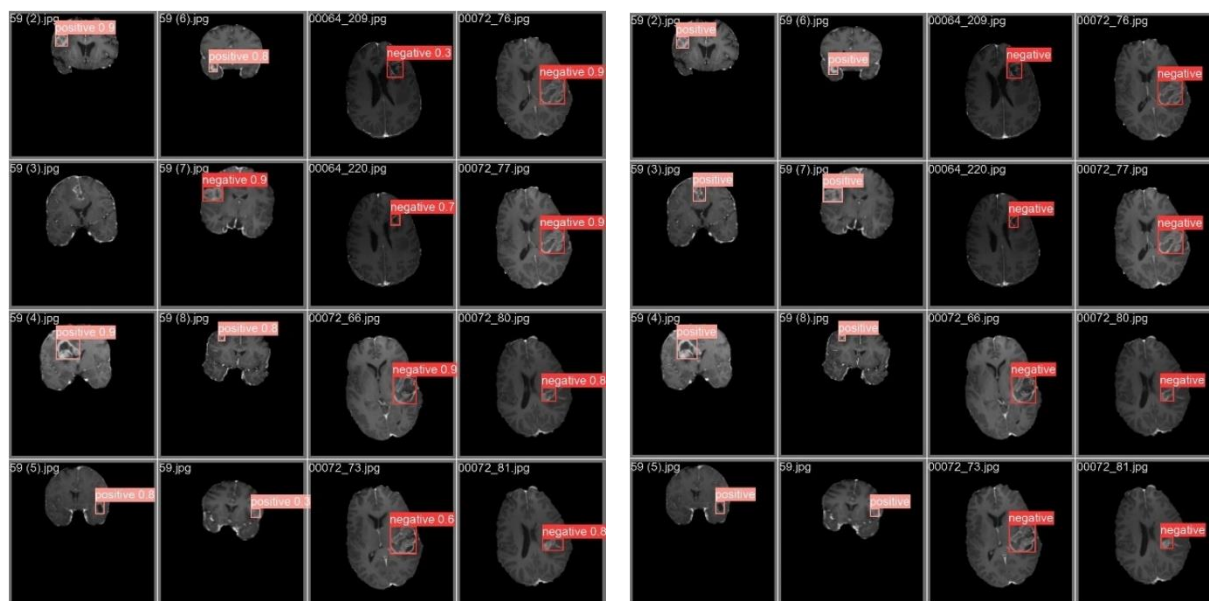 59 (2).jpg 59 (6).jpg 00064_209.jpg 00072_76.jpg
positive 0.9
positive 0.8
negative 0.3
negative 0.9
59 (3).jpg 59 (7).jpg 00064_220.jpg 00072_77.jpg
negative 0.9
negative 0.7
negative 0.9
59 (4).jpg 59 (8).jpg 00072_66.jpg 00072_80.jpg
positive 0.9
positive 0.8
negative 0.9
negative 0.8
59 (5).jpg 59.jpg 00072_73.jpg 00072_81.jpg
positive 0.8
positive 0.3
negative 0.6
negative 0.8
59 (2).jpg 59 (6).jpg 00064_209.jpg 00072_76.jpg
positive
positive
negative
negative
59 (3).jpg 59 (7).jpg 00064_220.jpg 00072_77.jpg
positive
positive
negative
negative
59 (4).jpg 59 (8).jpg 00072_66.jpg 00072_80.jpg
positive
positive
negative
negative
59 (5).jpg 59.jpg 00072_73.jpg 00072_81.jpg
positive
positive
negative
negative